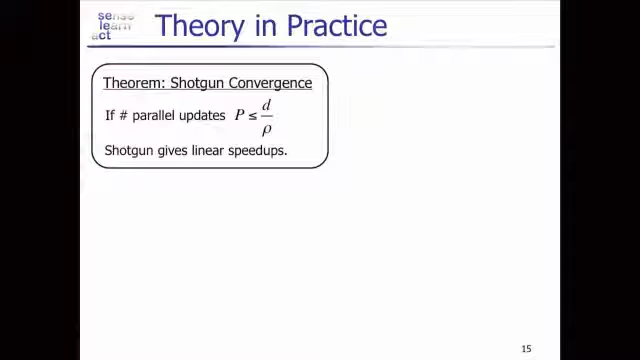 sense
learn
act
Theory in Practice
Theorem: Shotgun Convergence
If # parallel updates P ≤ d/ρ
Shotgun gives linear speedups.
15